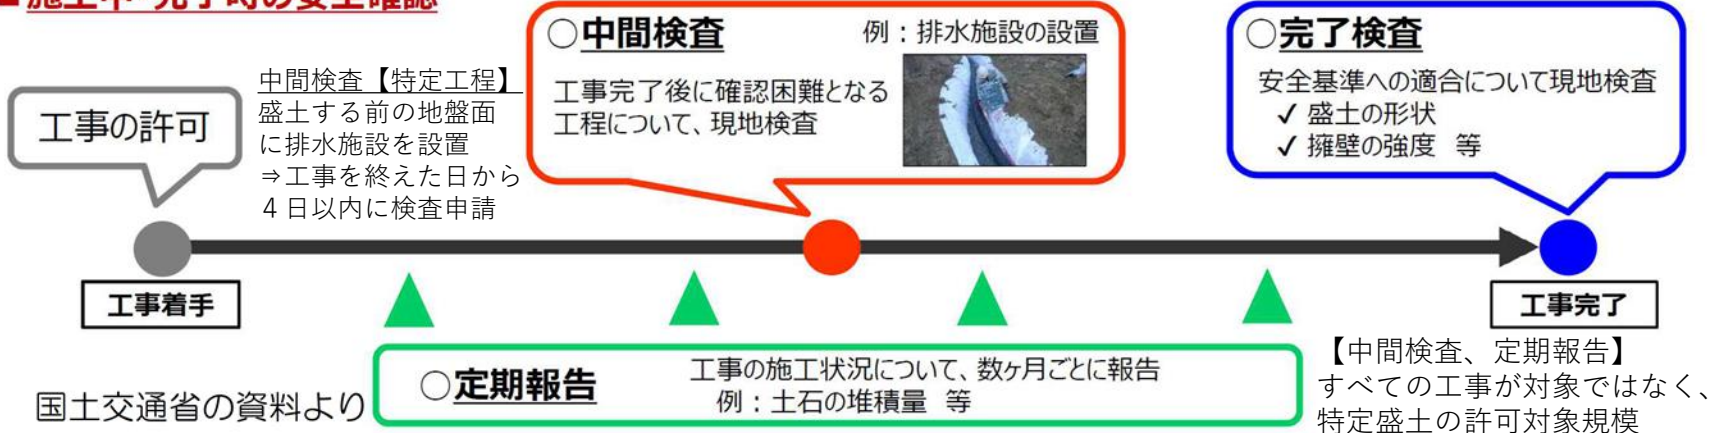 ■施工中・完了時の安全確認
工事の許可
中間検査【特定工程】
盛土する前の地盤面
に排水施設を設置
⇒工事を終えた日から
４日以内に検査申請
○中間検査 例：排水施設の設置
工事完了後に確認困難となる
工程について、現地検査
○完了検査
安全基準への適合について現地検査
✓ 盛土の形状
✓ 擁壁の強度 等
工事着手
工事完了
○定期報告
工事の施工状況について、数ヶ月ごとに報告
例：土石の堆積量 等
【中間検査、定期報告】
すべての工事が対象ではなく、
特定盛土の許可対象規模
国土交通省の資料より